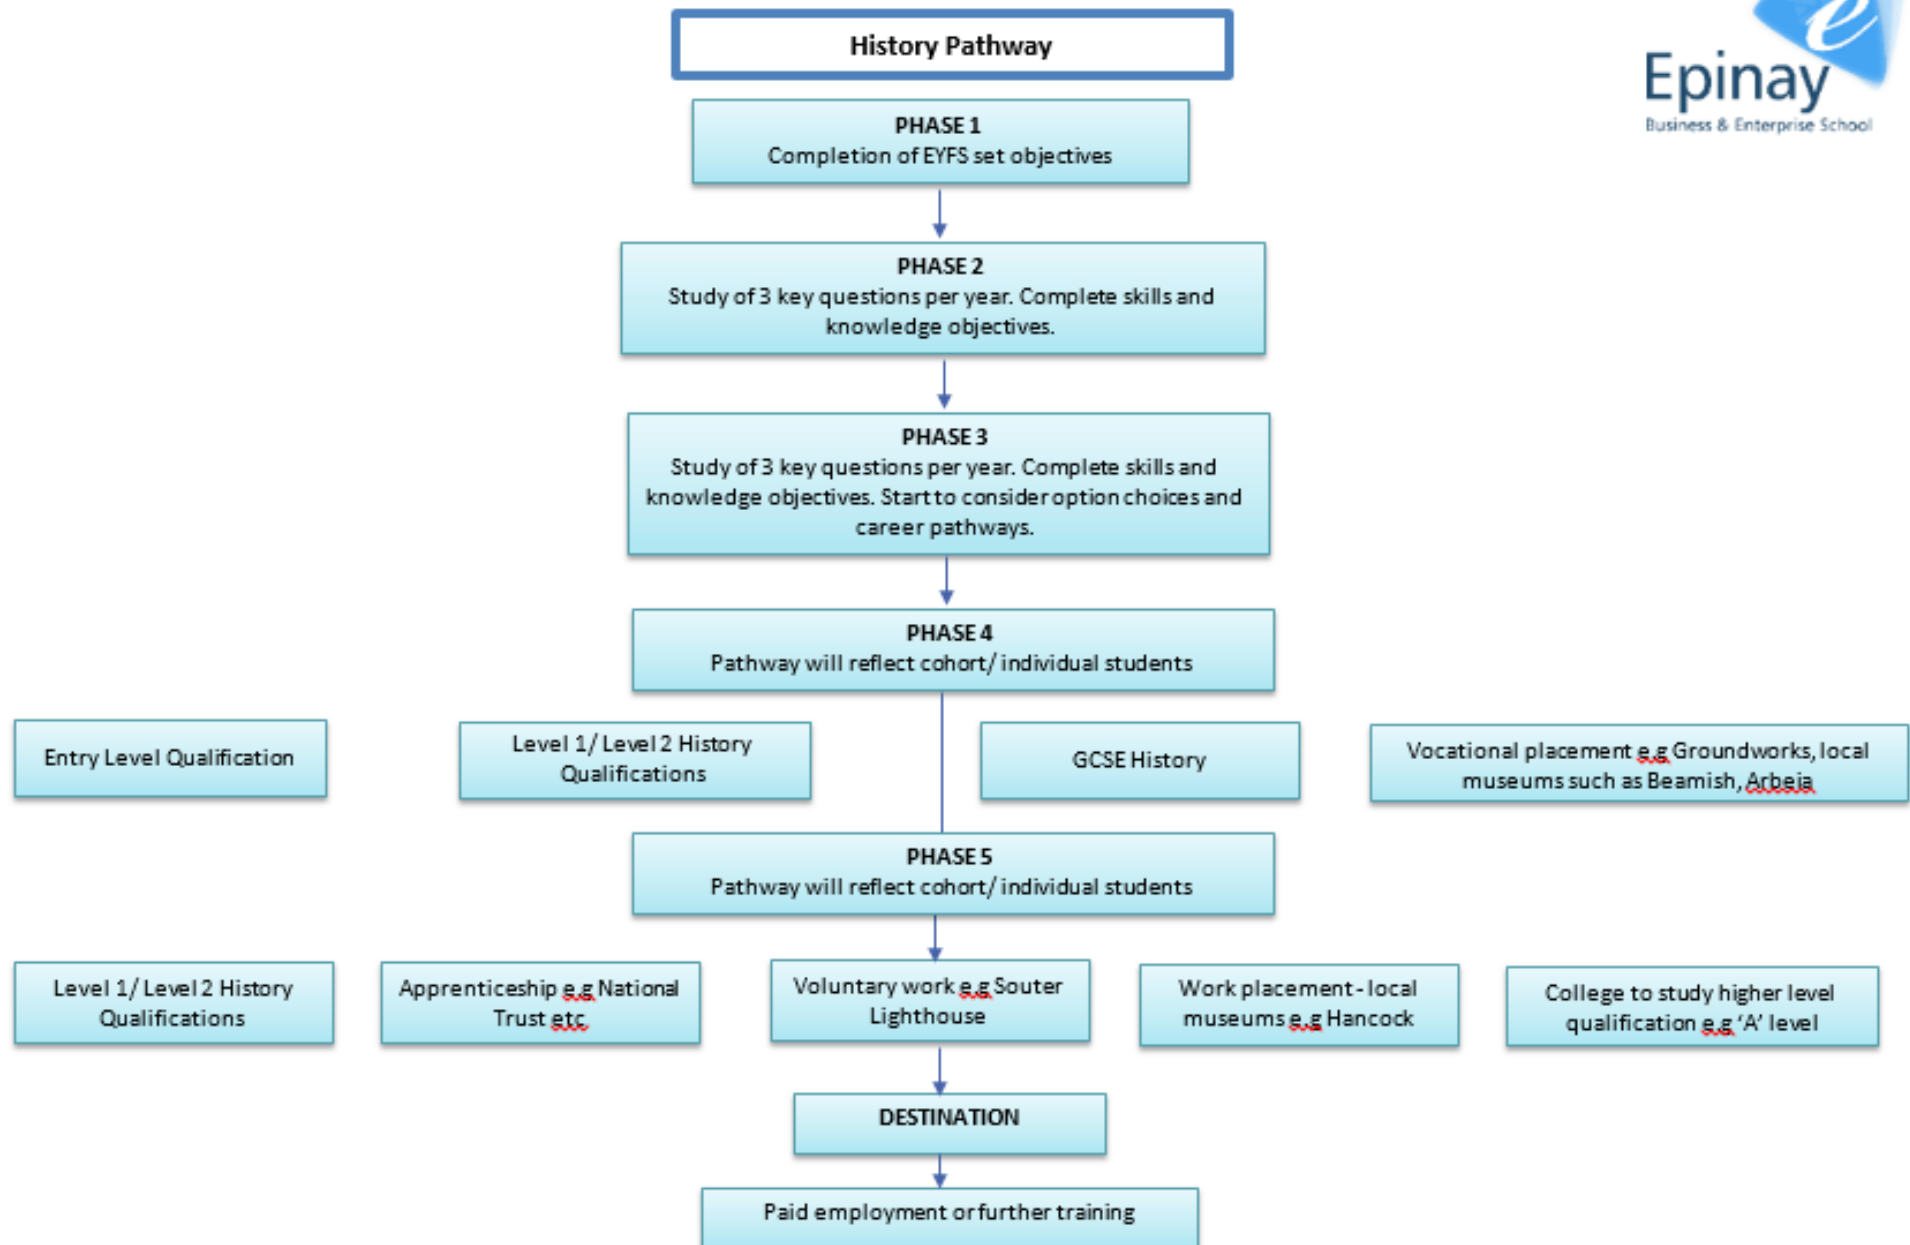 History Pathway
e
Epinay
Business & Enterprise School
PHASE 1
Completion of EYFS set objectives
PHASE 2
Study of 3 key questions per year. Complete skills and
knowledge objectives.
PHASE 3
Study of 3 key questions per year. Complete skills and
knowledge objectives. Start to consider option choices and
career pathways.
PHASE 4
Pathway will reflect cohort/ individual students
Entry Level Qualification
Level 1/ Level 2 History
Qualifications
GCSE History
Vocational placement e.g Groundworks, local
museums such as Beamish, Arbeia
PHASE 5
Pathway will reflect cohort/ individual students
Level 1/ Level 2 History
Qualifications
Apprenticeship e.g National
Trust etc
Voluntary work e.g Souter
Lighthouse
Work placement - local
museums e.g Hancock
College to study higher level
qualification e.g 'A' level
DESTINATION
Paid employment or further training